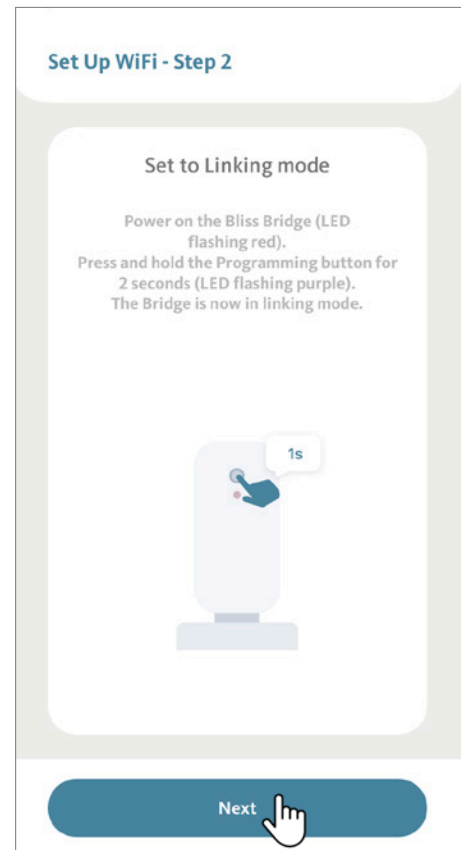 Set Up WiFi - Step 2
Set to Linking mode
Power on the Bliss Bridge (LED
flashing red).
Press and hold the Programming button for
2 seconds (LED flashing purple).
The Bridge is now in linking mode.
1s
Next